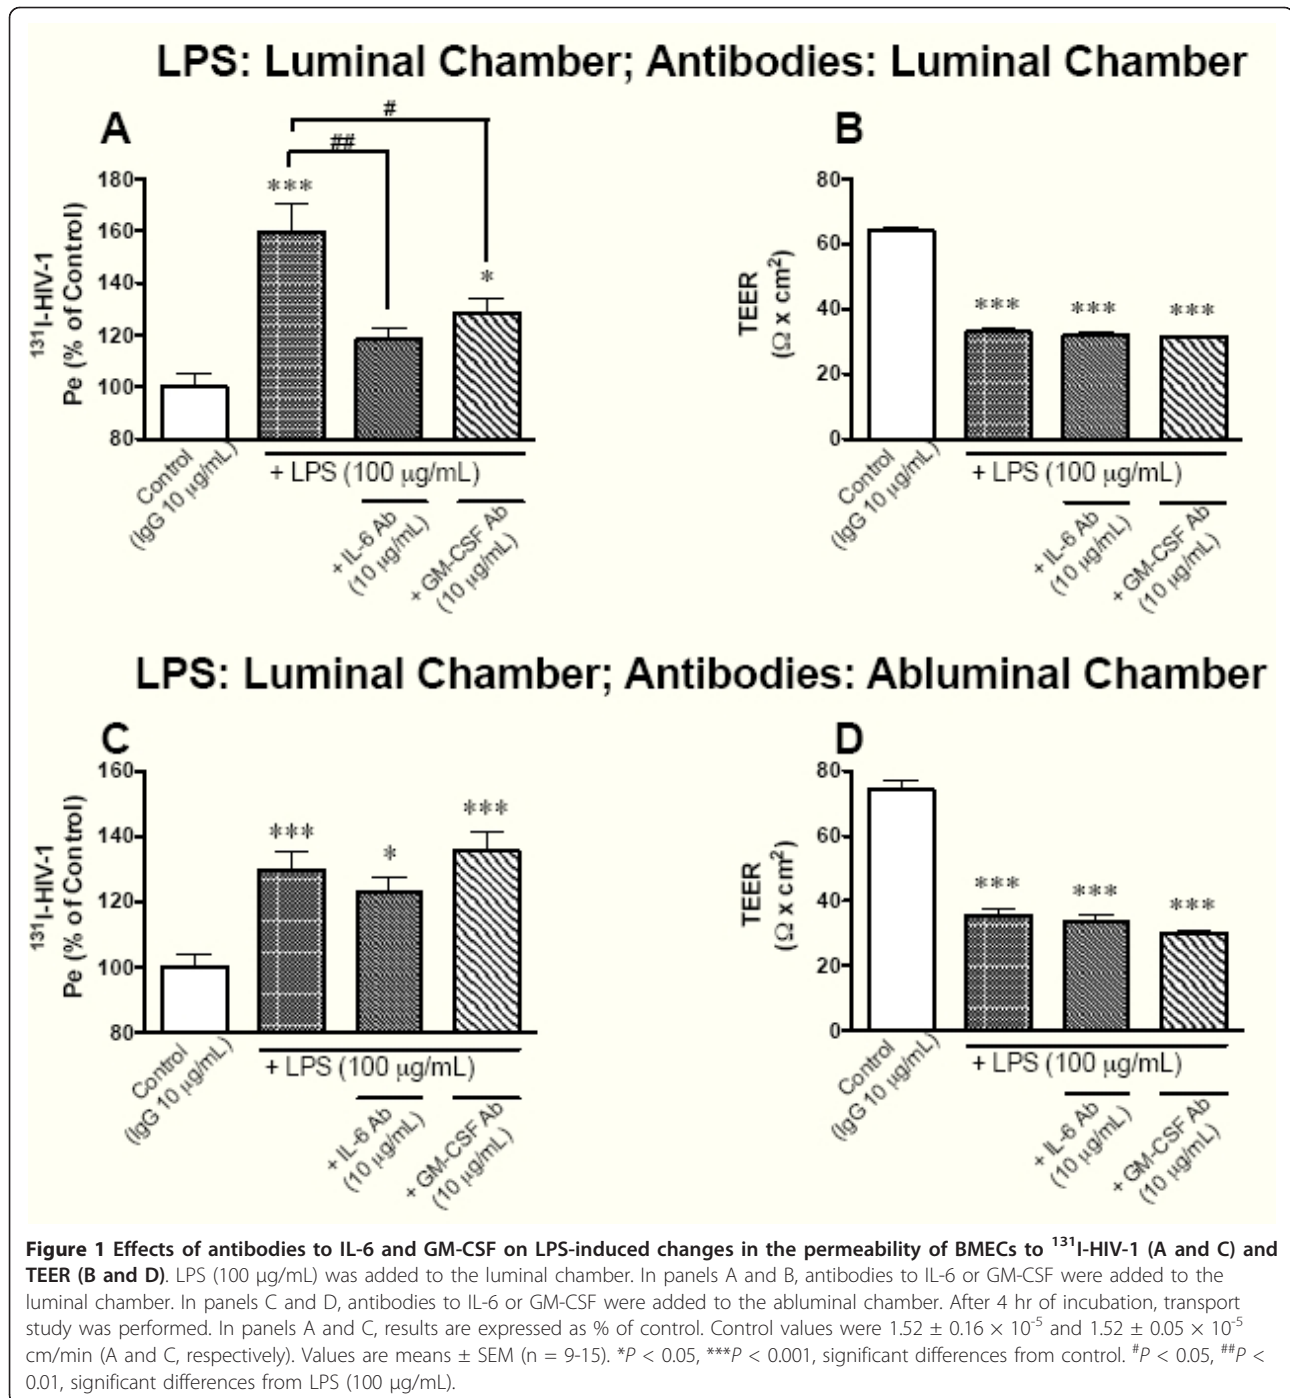 LPS: Luminal Chamber; Antibodies: Luminal Chamber
A
#
##
***
*
180
160
140
120
100
80
¹³¹I-HIV-1
Pe (% of Control)
Control
(IgG 10 μg/mL)
+ LPS (100 μg/mL)
+ IL-6 Ab
(10 μg/mL)
+ GM-CSF Ab
(10 μg/mL)
B
80
60
40
20
0
TEER
(Ω x cm²)
***
***
***
Control
(IgG 10 μg/mL)
+ LPS (100 μg/mL)
+ IL-6 Ab
(10 μg/mL)
+ GM-CSF Ab
(10 μg/mL)
LPS: Luminal Chamber; Antibodies: Abluminal Chamber
C
160
140
120
100
80
¹³¹I-HIV-1
Pe (% of Control)
***
*
***
Control
(IgG 10 μg/mL)
+ LPS (100 μg/mL)
+ IL-6 Ab
(10 μg/mL)
+ GM-CSF Ab
(10 μg/mL)
D
80
60
40
20
0
TEER
(Ω x cm²)
***
***
***
Control
(IgG 10 μg/mL)
+ LPS (100 μg/mL)
+ IL-6 Ab
(10 μg/mL)
+ GM-CSF Ab
(10 μg/mL)
Figure 1 Effects of antibodies to IL-6 and GM-CSF on LPS-induced changes in the permeability of BMECs to ¹³¹I-HIV-1 (A and C) and
TEER (B and D). LPS (100 μg/mL) was added to the luminal chamber. In panels A and B, antibodies to IL-6 or GM-CSF were added to the
luminal chamber. In panels C and D, antibodies to IL-6 or GM-CSF were added to the abluminal chamber. After 4 hr of incubation, transport
study was performed. In panels A and C, results are expressed as % of control. Control values were 1.52 ± 0.16 × 10⁻⁵ and 1.52 ± 0.05 × 10⁻⁵
cm/min (A and C, respectively). Values are means ± SEM (n = 9-15). *P < 0.05, ***P < 0.001, significant differences from control. #P < 0.05, ##P <
0.01, significant differences from LPS (100 μg/mL).